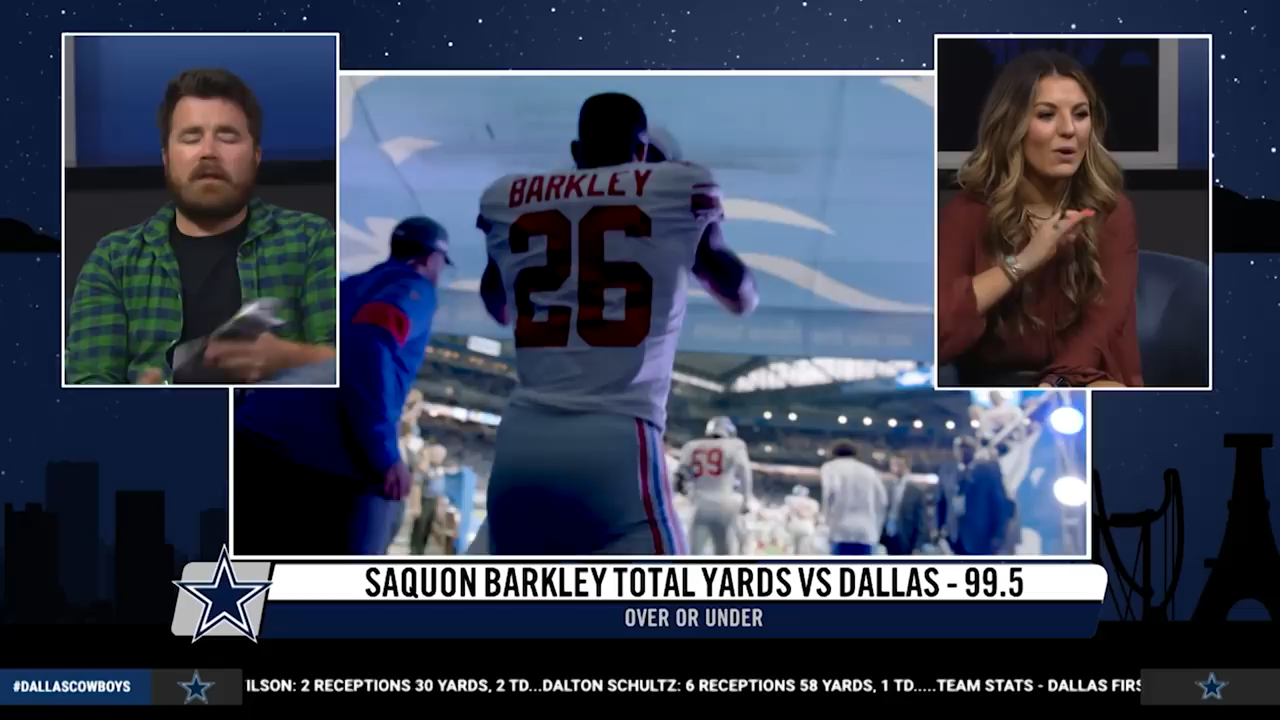 BARKLEY
26
59
SAQUON BARKLEY TOTAL YARDS VS DALLAS - 99.5
OVER OR UNDER
#DALLASCOWBOYS
ILSON: 2 RECEPTIONS 30 YARDS, 2 TD...DALTON SCHULTZ: 6 RECEPTIONS 58 YARDS, 1 TD.....TEAM STATS - DALLAS FIRS